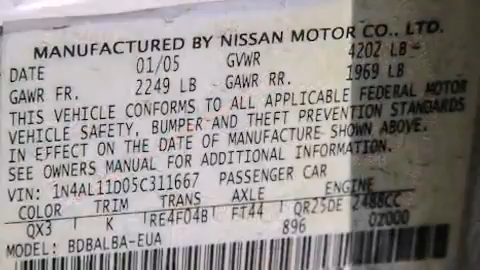 MANUFACTURED BY NISSAN MOTOR CO., LTD.
DATE 01/05 GVWR 4202 LB
GAWR FR. 2249 LB GAWR RR. 1969 LB
THIS VEHICLE CONFORMS TO ALL APPLICABLE FEDERAL MOTOR
VEHICLE SAFETY, BUMPER AND THEFT PREVENTION STANDARDS
IN EFFECT ON THE DATE OF MANUFACTURE SHOWN ABOVE.
SEE OWNERS MANUAL FOR ADDITIONAL INFORMATION.
VIN: 1N4AL11D05C311667 PASSENGER CAR
COLOR TRIM TRANS AXLE ENGINE
QX3 K RE4F04B FT44 QR25DE 2488CC
MODEL: BDBALBA-EUA 896 02000